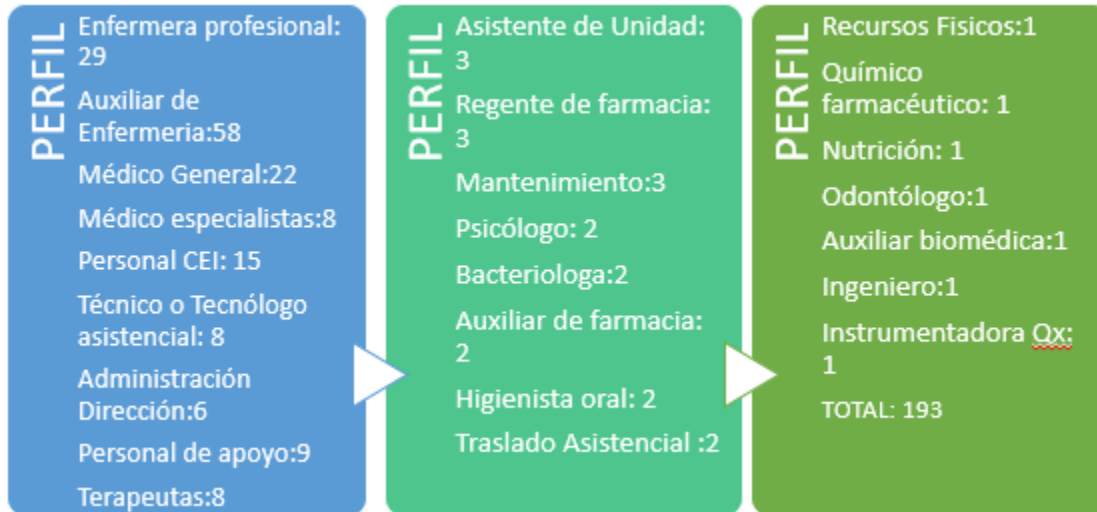 PERFIL
Enfermera profesional:
29
Auxiliar de
Enfermeria:58
Médico General:22
Médico especialistas:8
Personal CEI: 15
Técnico o Tecnólogo
asistencial: 8
Administración
Dirección:6
Personal de apoyo:9
Terapeutas:8
PERFIL
Asistente de Unidad:
3
Regente de farmacia:
3
Mantenimiento:3
Psicólogo: 2
Bacteriologa:2
Auxiliar de farmacia:
2
Higienista oral: 2
Traslado Asistencial :2
PERFIL
Recursos Fisicos:1
Químico
farmacéutico: 1
Nutrición: 1
Odontólogo:1
Auxiliar biomédica:1
Ingeniero:1
Instrumentadora Qx:
1
TOTAL: 193